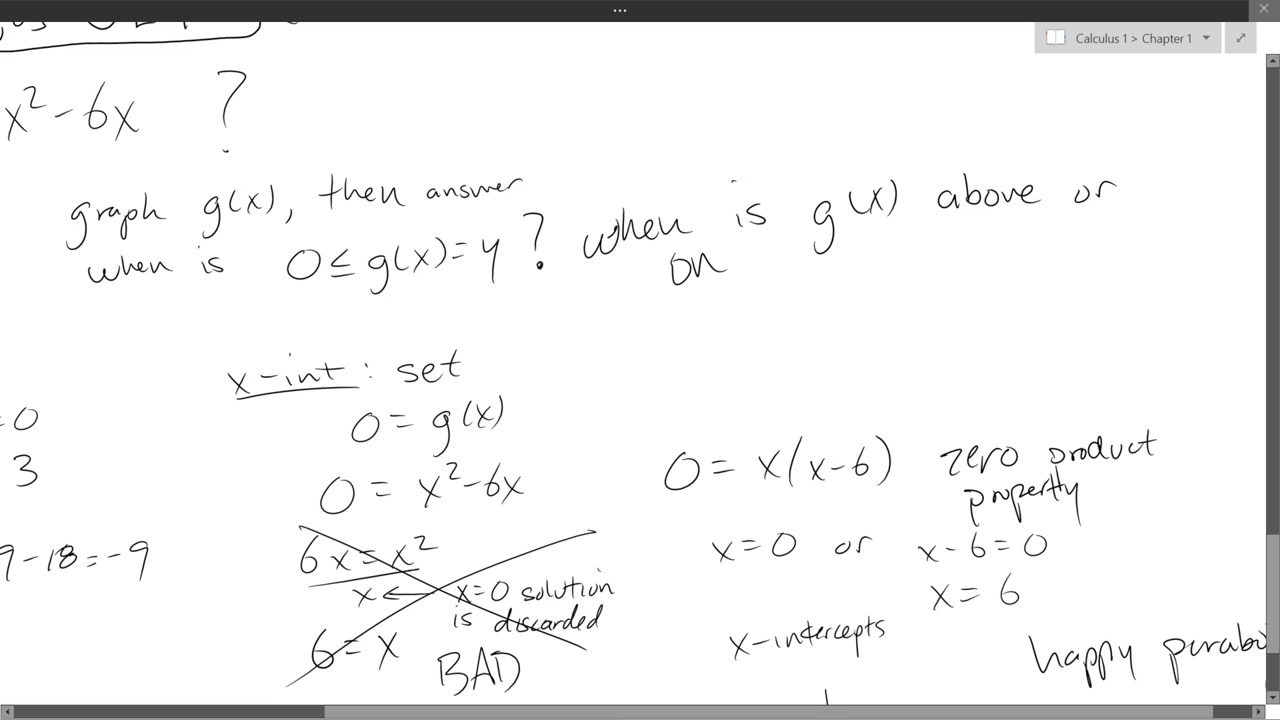 ...
Calculus 1 > Chapter 1
x² - 6x ?
graph g(x), then answer
when is 0 ≤ g(x) = y ?
when is g(x) above or
on
= 0
3
9 - 18 = -9
x-int : set
0 = g(x)
0 = x² - 6x
6x = x²
x ← x = 0 solution
is discarded
6 = x
BAD
0 = x(x-6) zero product
property
x = 0 or x - 6 = 0
x = 6
x-intercepts
happy parabo